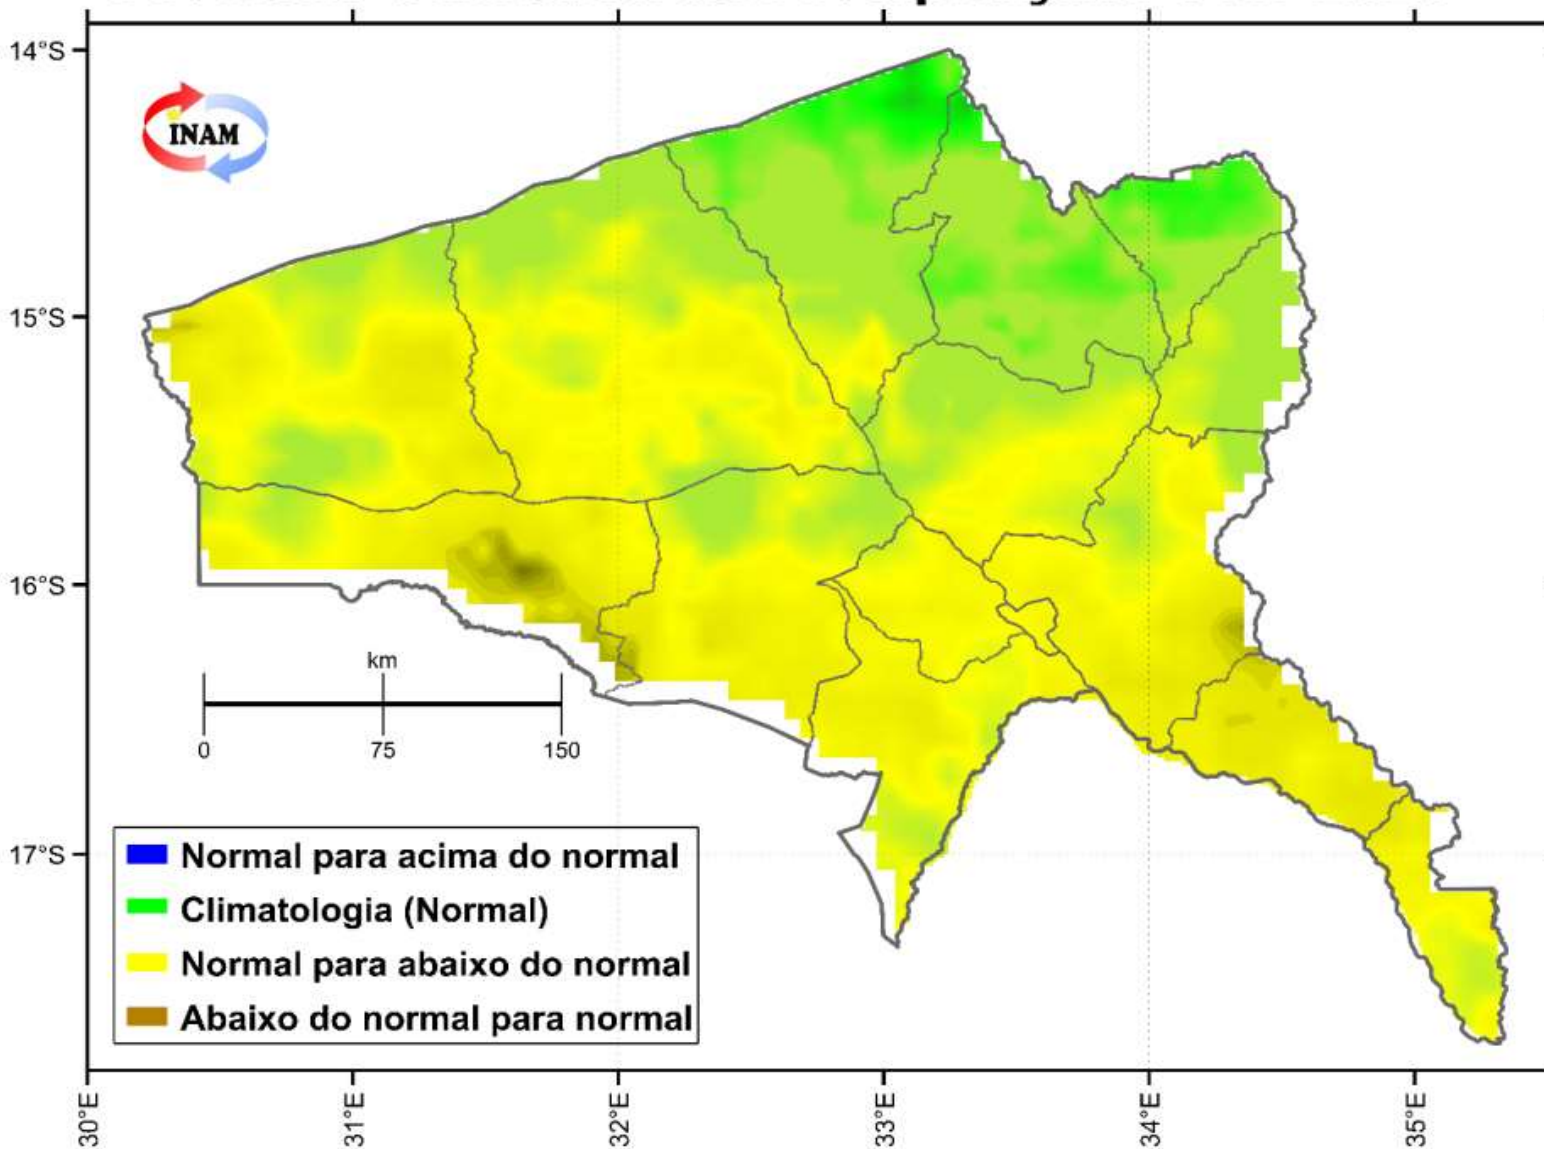 14°S
INAM
15°S
16°S
km
0 75 150
17°S
Normal para acima do normal
Climatologia (Normal)
Normal para abaixo do normal
Abaixo do normal para normal
30°E 31°E 32°E 33°E 34°E 35°E